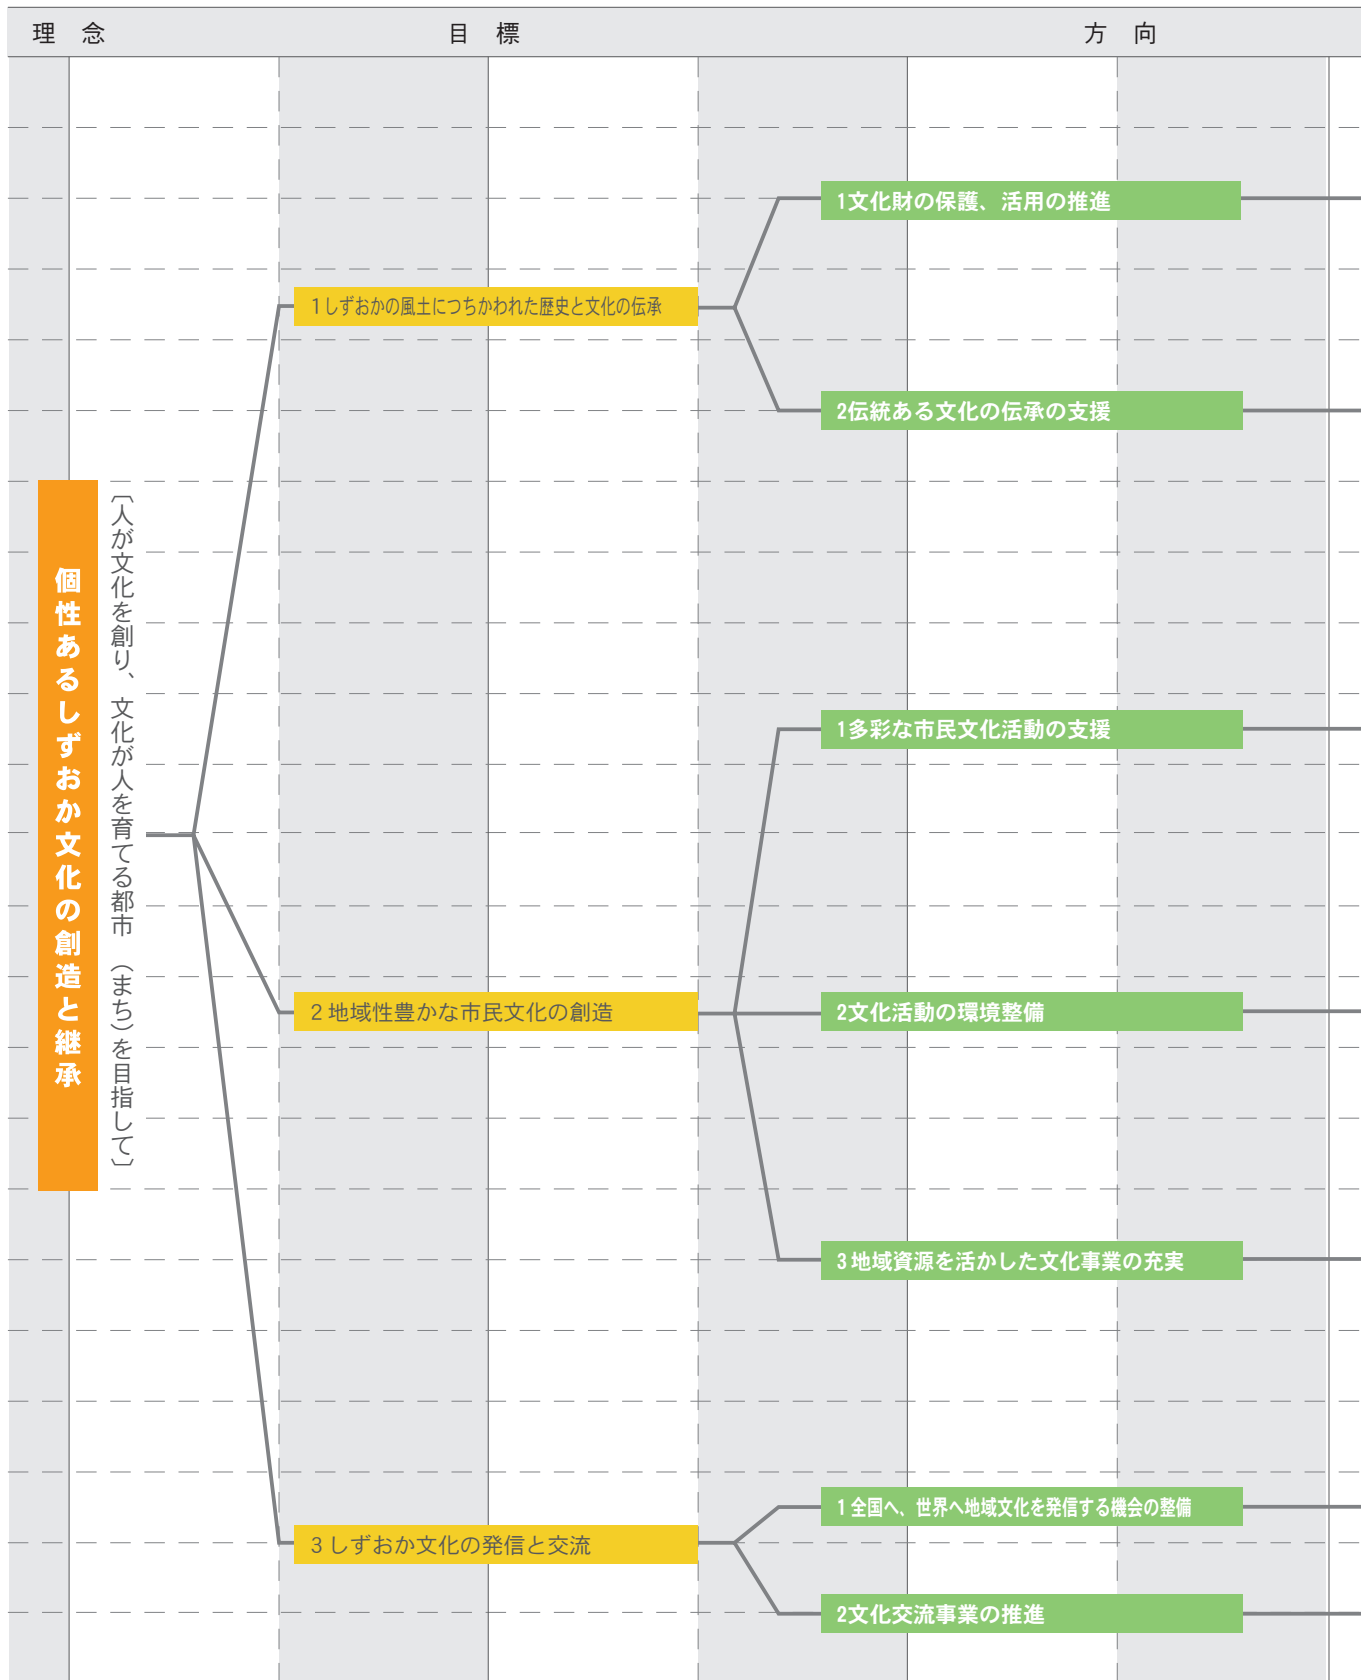 理念
目標
方向
個性あるしずおか文化の創造と継承
〔人が文化を創り、文化が人を育てる都市（まち）を目指して〕
1しずおかの風土につちかわれた歴史と文化の伝承
1文化財の保護、活用の推進
2伝統ある文化の伝承の支援
2地域性豊かな市民文化の創造
1多彩な市民文化活動の支援
2文化活動の環境整備
3地域資源を活かした文化事業の充実
3しずおか文化の発信と交流
1全国へ、世界へ地域文化を発信する機会の整備
2文化交流事業の推進